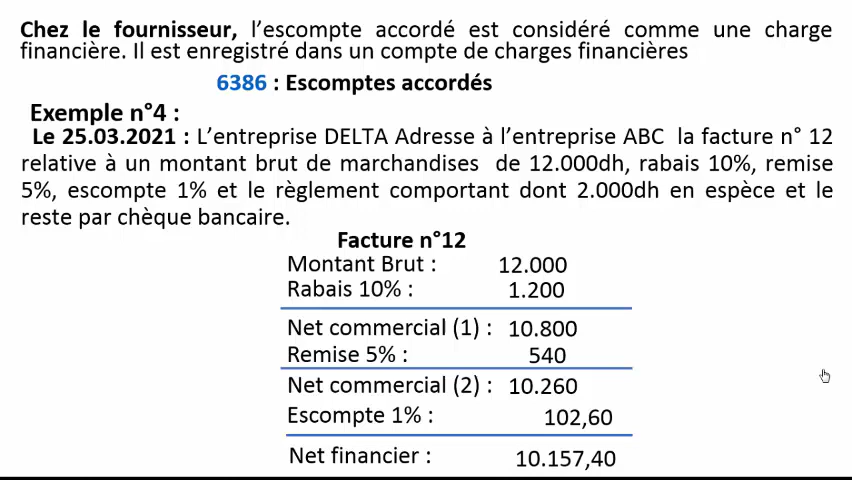 Chez le fournisseur, l’escompte accordé est considéré comme une charge
financière. Il est enregistré dans un compte de charges financières
6386 : Escomptes accordés
Exemple n°4 :
Le 25.03.2021 : L’entreprise DELTA Adresse à l’entreprise ABC la facture n° 12
relative à un montant brut de marchandises de 12.000dh, rabais 10%, remise
5%, escompte 1% et le règlement comportant dont 2.000dh en espèce et le
reste par chèque bancaire.
Facture n°12
Montant Brut : 12.000
Rabais 10% : 1.200
Net commercial (1) : 10.800
Remise 5% : 540
Net commercial (2) : 10.260
Escompte 1% : 102,60
Net financier : 10.157,40